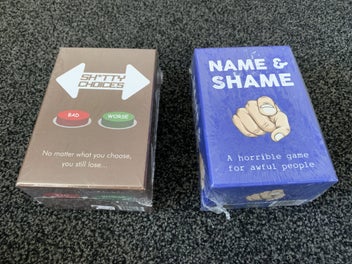 SH*TTY
CHOICES
BAD
WORSE
No matter what you choose,
you still lose...
NAME &
SHAME
A horrible game
for awful people